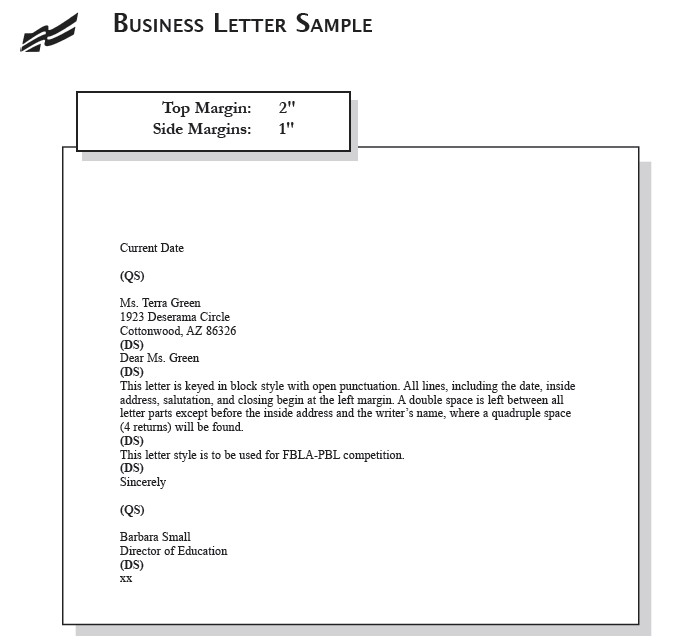 Business Letter Sample
Top Margin: 2"
Side Margins: 1"
Current Date
(QS)
Ms. Terra Green
1923 Deserama Circle
Cottonwood, AZ 86326
(DS)
Dear Ms. Green
(DS)
This letter is keyed in block style with open punctuation. All lines, including the date, inside
address, salutation, and closing begin at the left margin. A double space is left between all
letter parts except before the inside address and the writer's name, where a quadruple space
(4 returns) will be found.
(DS)
This letter style is to be used for FBLA-PBL competition.
(DS)
Sincerely
(QS)
Barbara Small
Director of Education
(DS)
xx